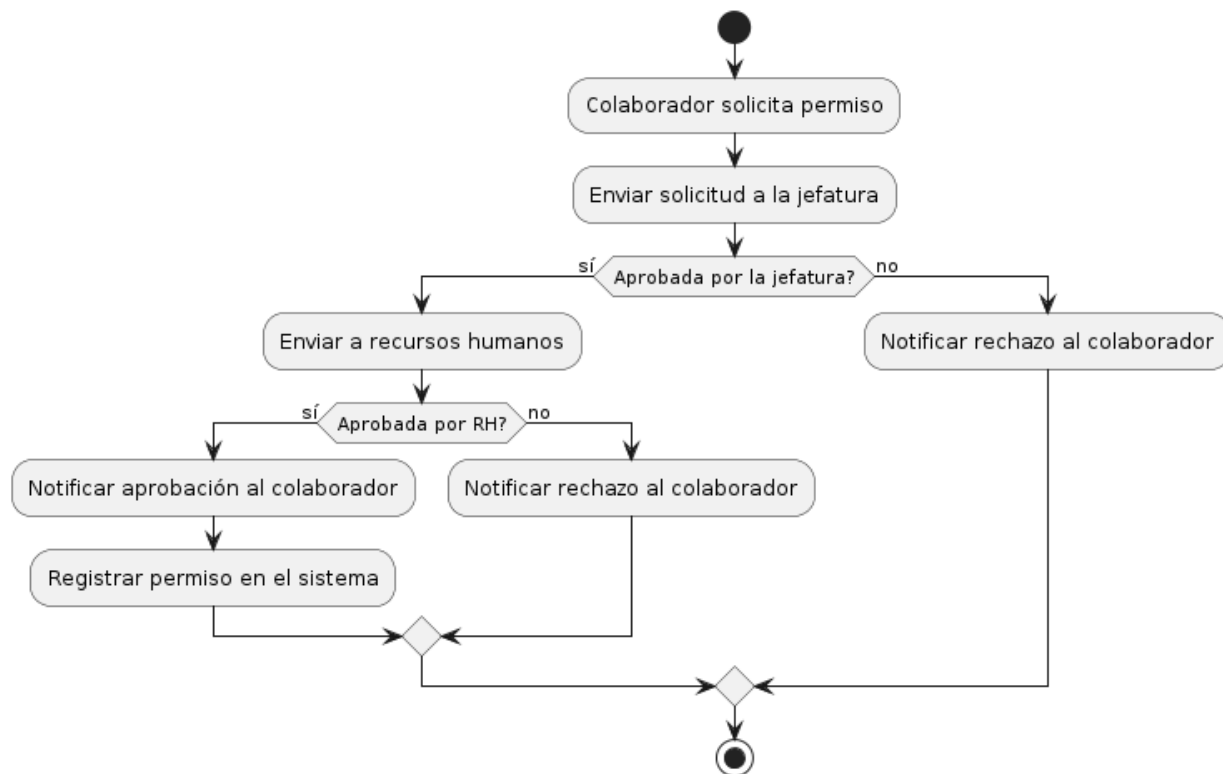 Colaborador solicita permiso
Enviar solicitud a la jefatura
sí
Aprobada por la jefatura?
no
Enviar a recursos humanos
Notificar rechazo al colaborador
sí
Aprobada por RH?
no
Notificar aprobación al colaborador
Notificar rechazo al colaborador
Registrar permiso en el sistema